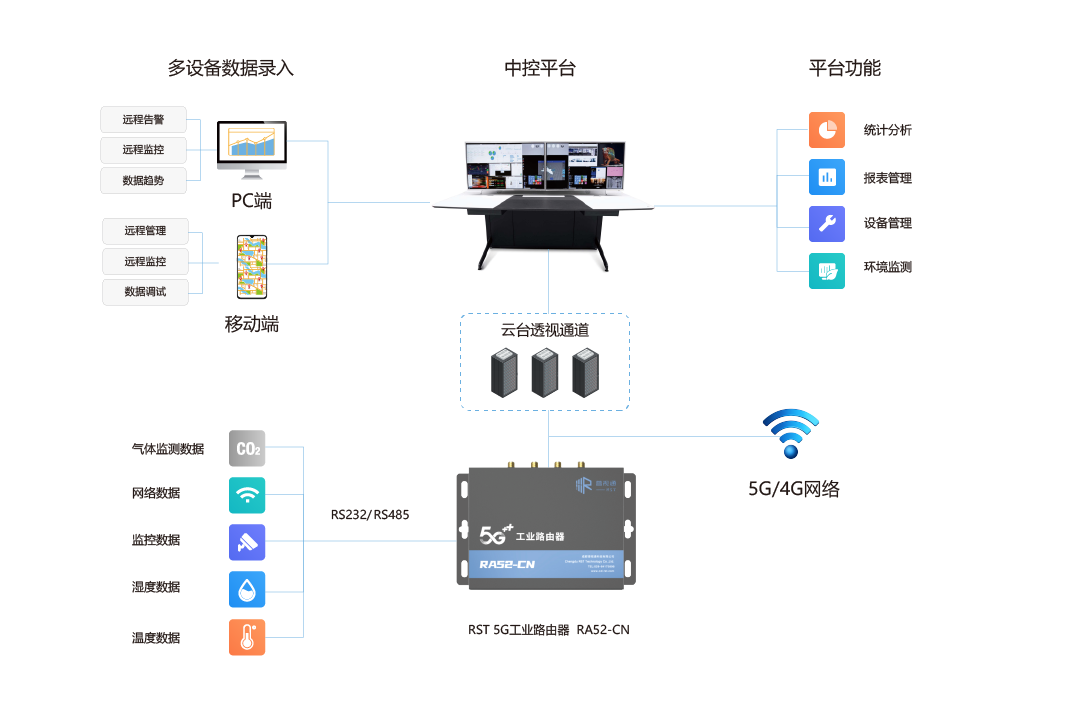 多设备数据录入
中控平台
平台功能
远程告警
远程监控
数据趋势
PC端
远程管理
远程监控
数据调试
移动端
统计分析
报表管理
设备管理
环境监测
云台透视通道
5G/4G网络
气体监测数据
CO2
网络数据
监控数据
湿度数据
温度数据
RS232/RS485
5G++ 工业路由器
RA52-CN
RST 5G工业路由器 RA52-CN